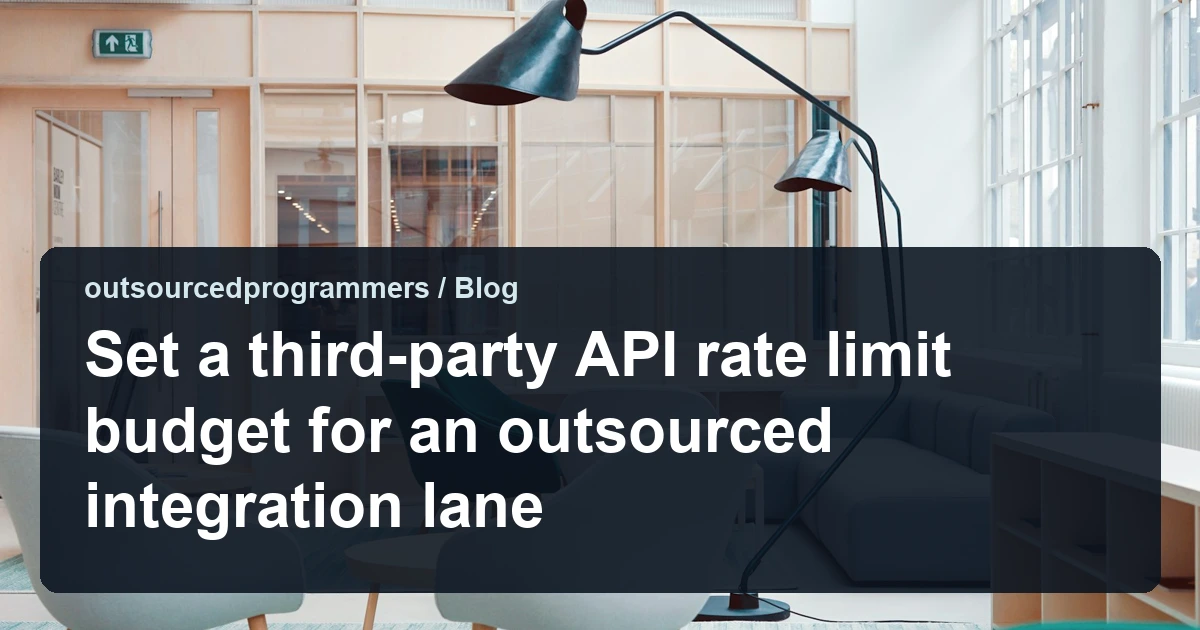 outsourcedprogrammers / Blog
Set a third-party API rate limit
budget for an outsourced
integration lane